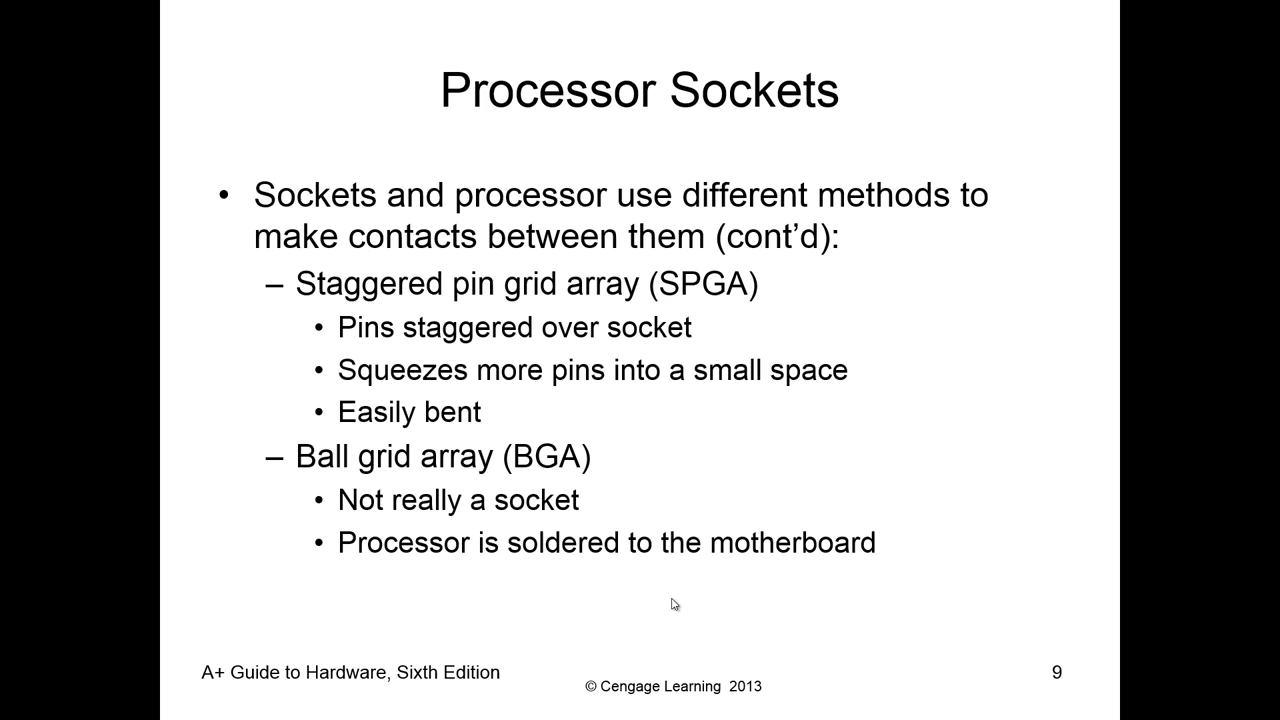 Processor Sockets
• Sockets and processor use different methods to
make contacts between them (cont’d):
– Staggered pin grid array (SPGA)
• Pins staggered over socket
• Squeezes more pins into a small space
• Easily bent
– Ball grid array (BGA)
• Not really a socket
• Processor is soldered to the motherboard
A+ Guide to Hardware, Sixth Edition
© Cengage Learning 2013
9